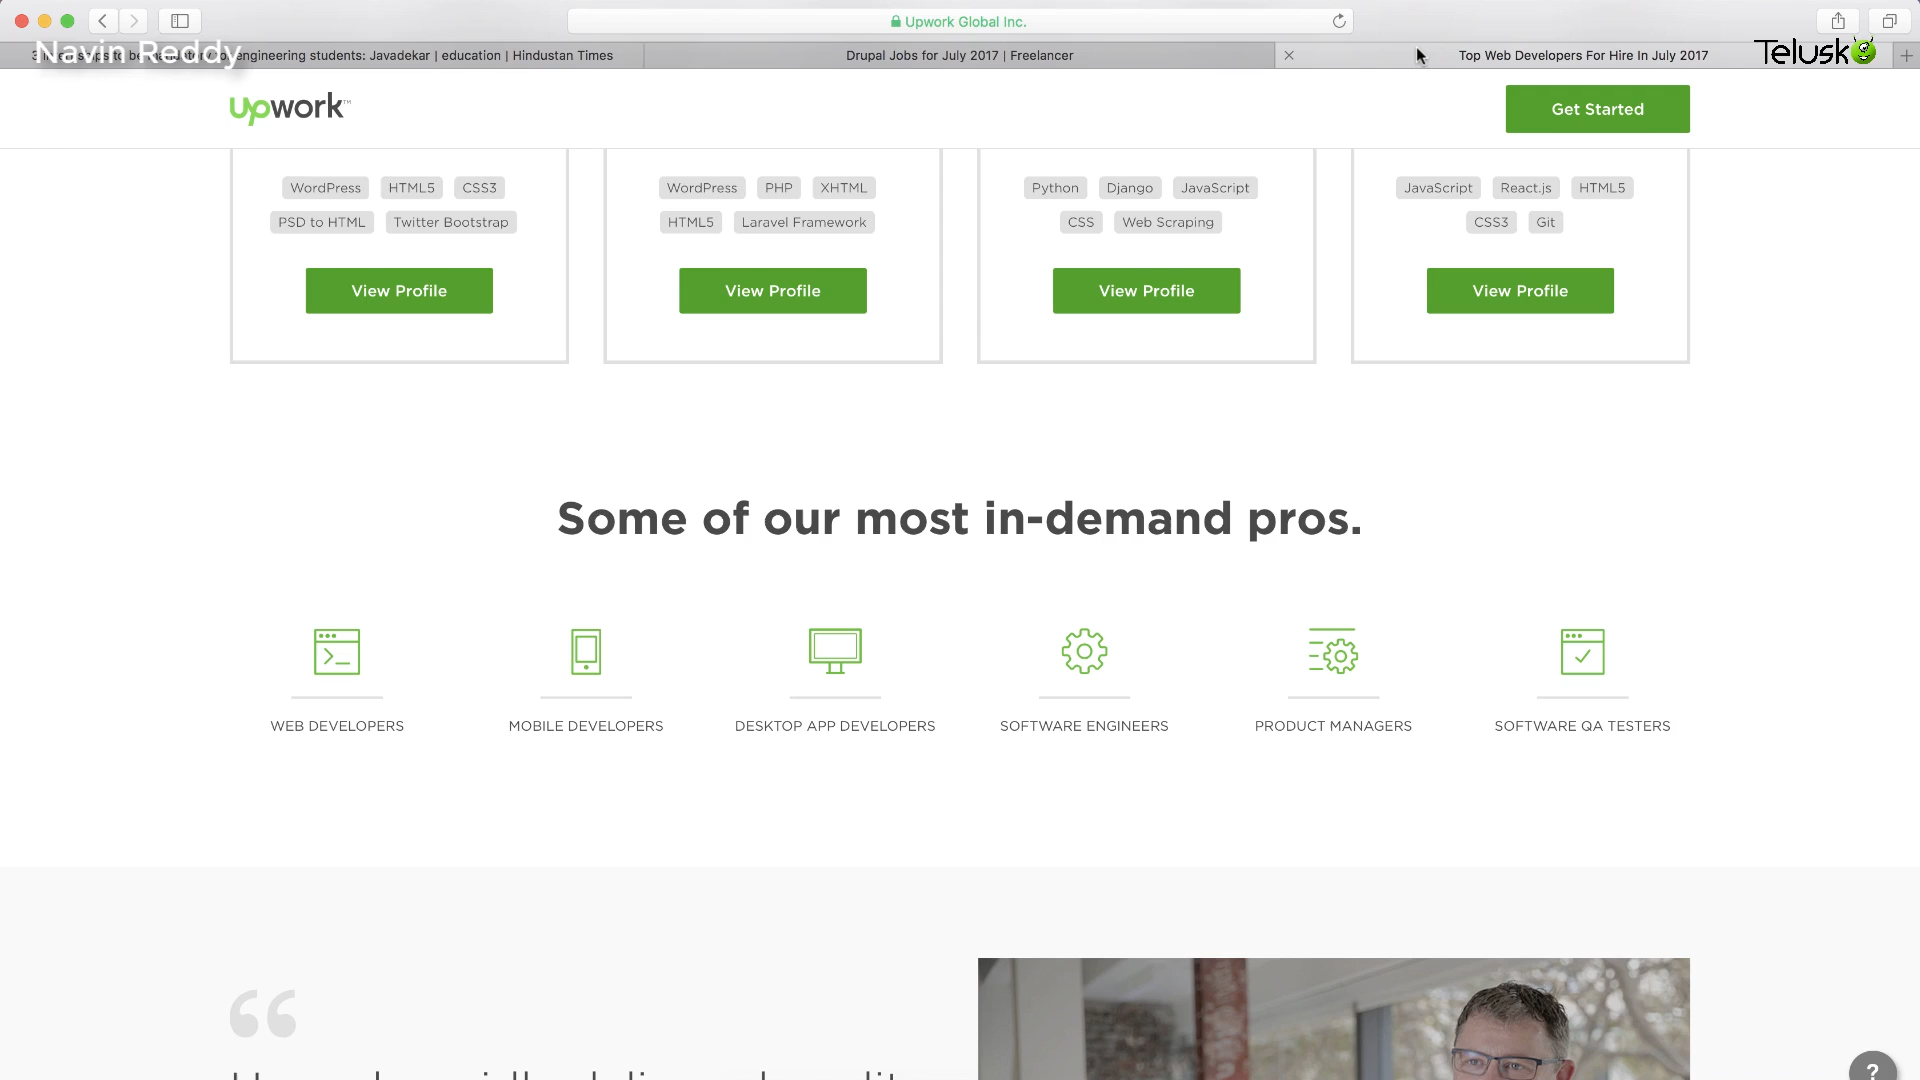 Upwork Global Inc.
engineering students: Javadekar | education | Hindustan Times
Drupal Jobs for July 2017 | Freelancer
Top Web Developers For Hire In July 2017
Navin Reddy
Telusko
upwork
Get Started
WordPress HTML5 CSS3
PSD to HTML Twitter Bootstrap
View Profile
WordPress PHP XHTML
HTML5 Laravel Framework
View Profile
Python Django JavaScript
CSS Web Scraping
View Profile
JavaScript React.js HTML5
CSS3 Git
View Profile
Some of our most in-demand pros.
WEB DEVELOPERS
MOBILE DEVELOPERS
DESKTOP APP DEVELOPERS
SOFTWARE ENGINEERS
PRODUCT MANAGERS
SOFTWARE QA TESTERS
“
?